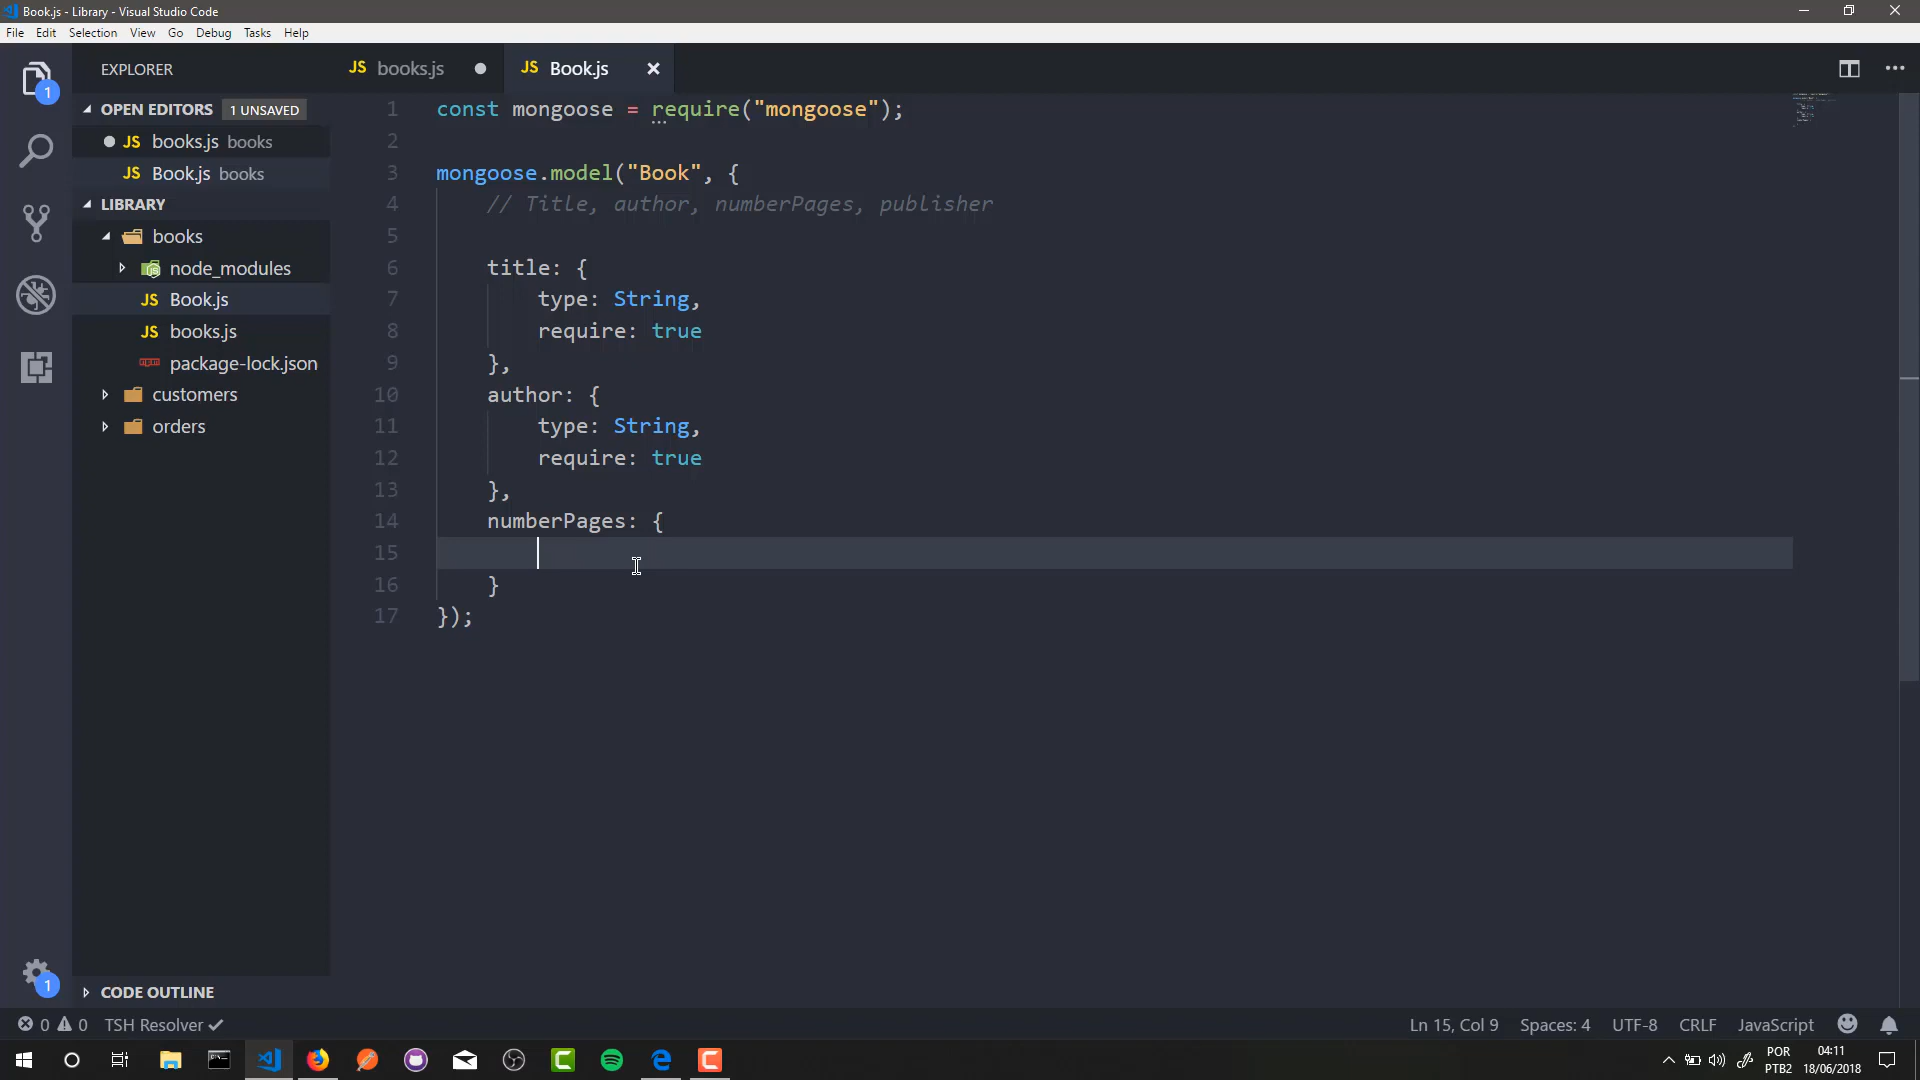 Book.js - Library - Visual Studio Code
File Edit Selection View Go Debug Tasks Help
EXPLORER
OPEN EDITORS 1 UNSAVED
JS books.js books
JS Book.js books
LIBRARY
books
node_modules
JS Book.js
JS books.js
package-lock.json
customers
orders
CODE OUTLINE
1
1
JS books.js
JS Book.js
1 const mongoose = require("mongoose");
2
3 mongoose.model("Book", {
4 // Title, author, numberPages, publisher
5
6 title: {
7 type: String,
8 require: true
9 },
10 author: {
11 type: String,
12 require: true
13 },
14 numberPages: {
15
16 }
17 });
0 0 TSH Resolver
Ln 15, Col 9 Spaces: 4 UTF-8 CRLF JavaScript
POR
PTB2
04:11
18/06/2018